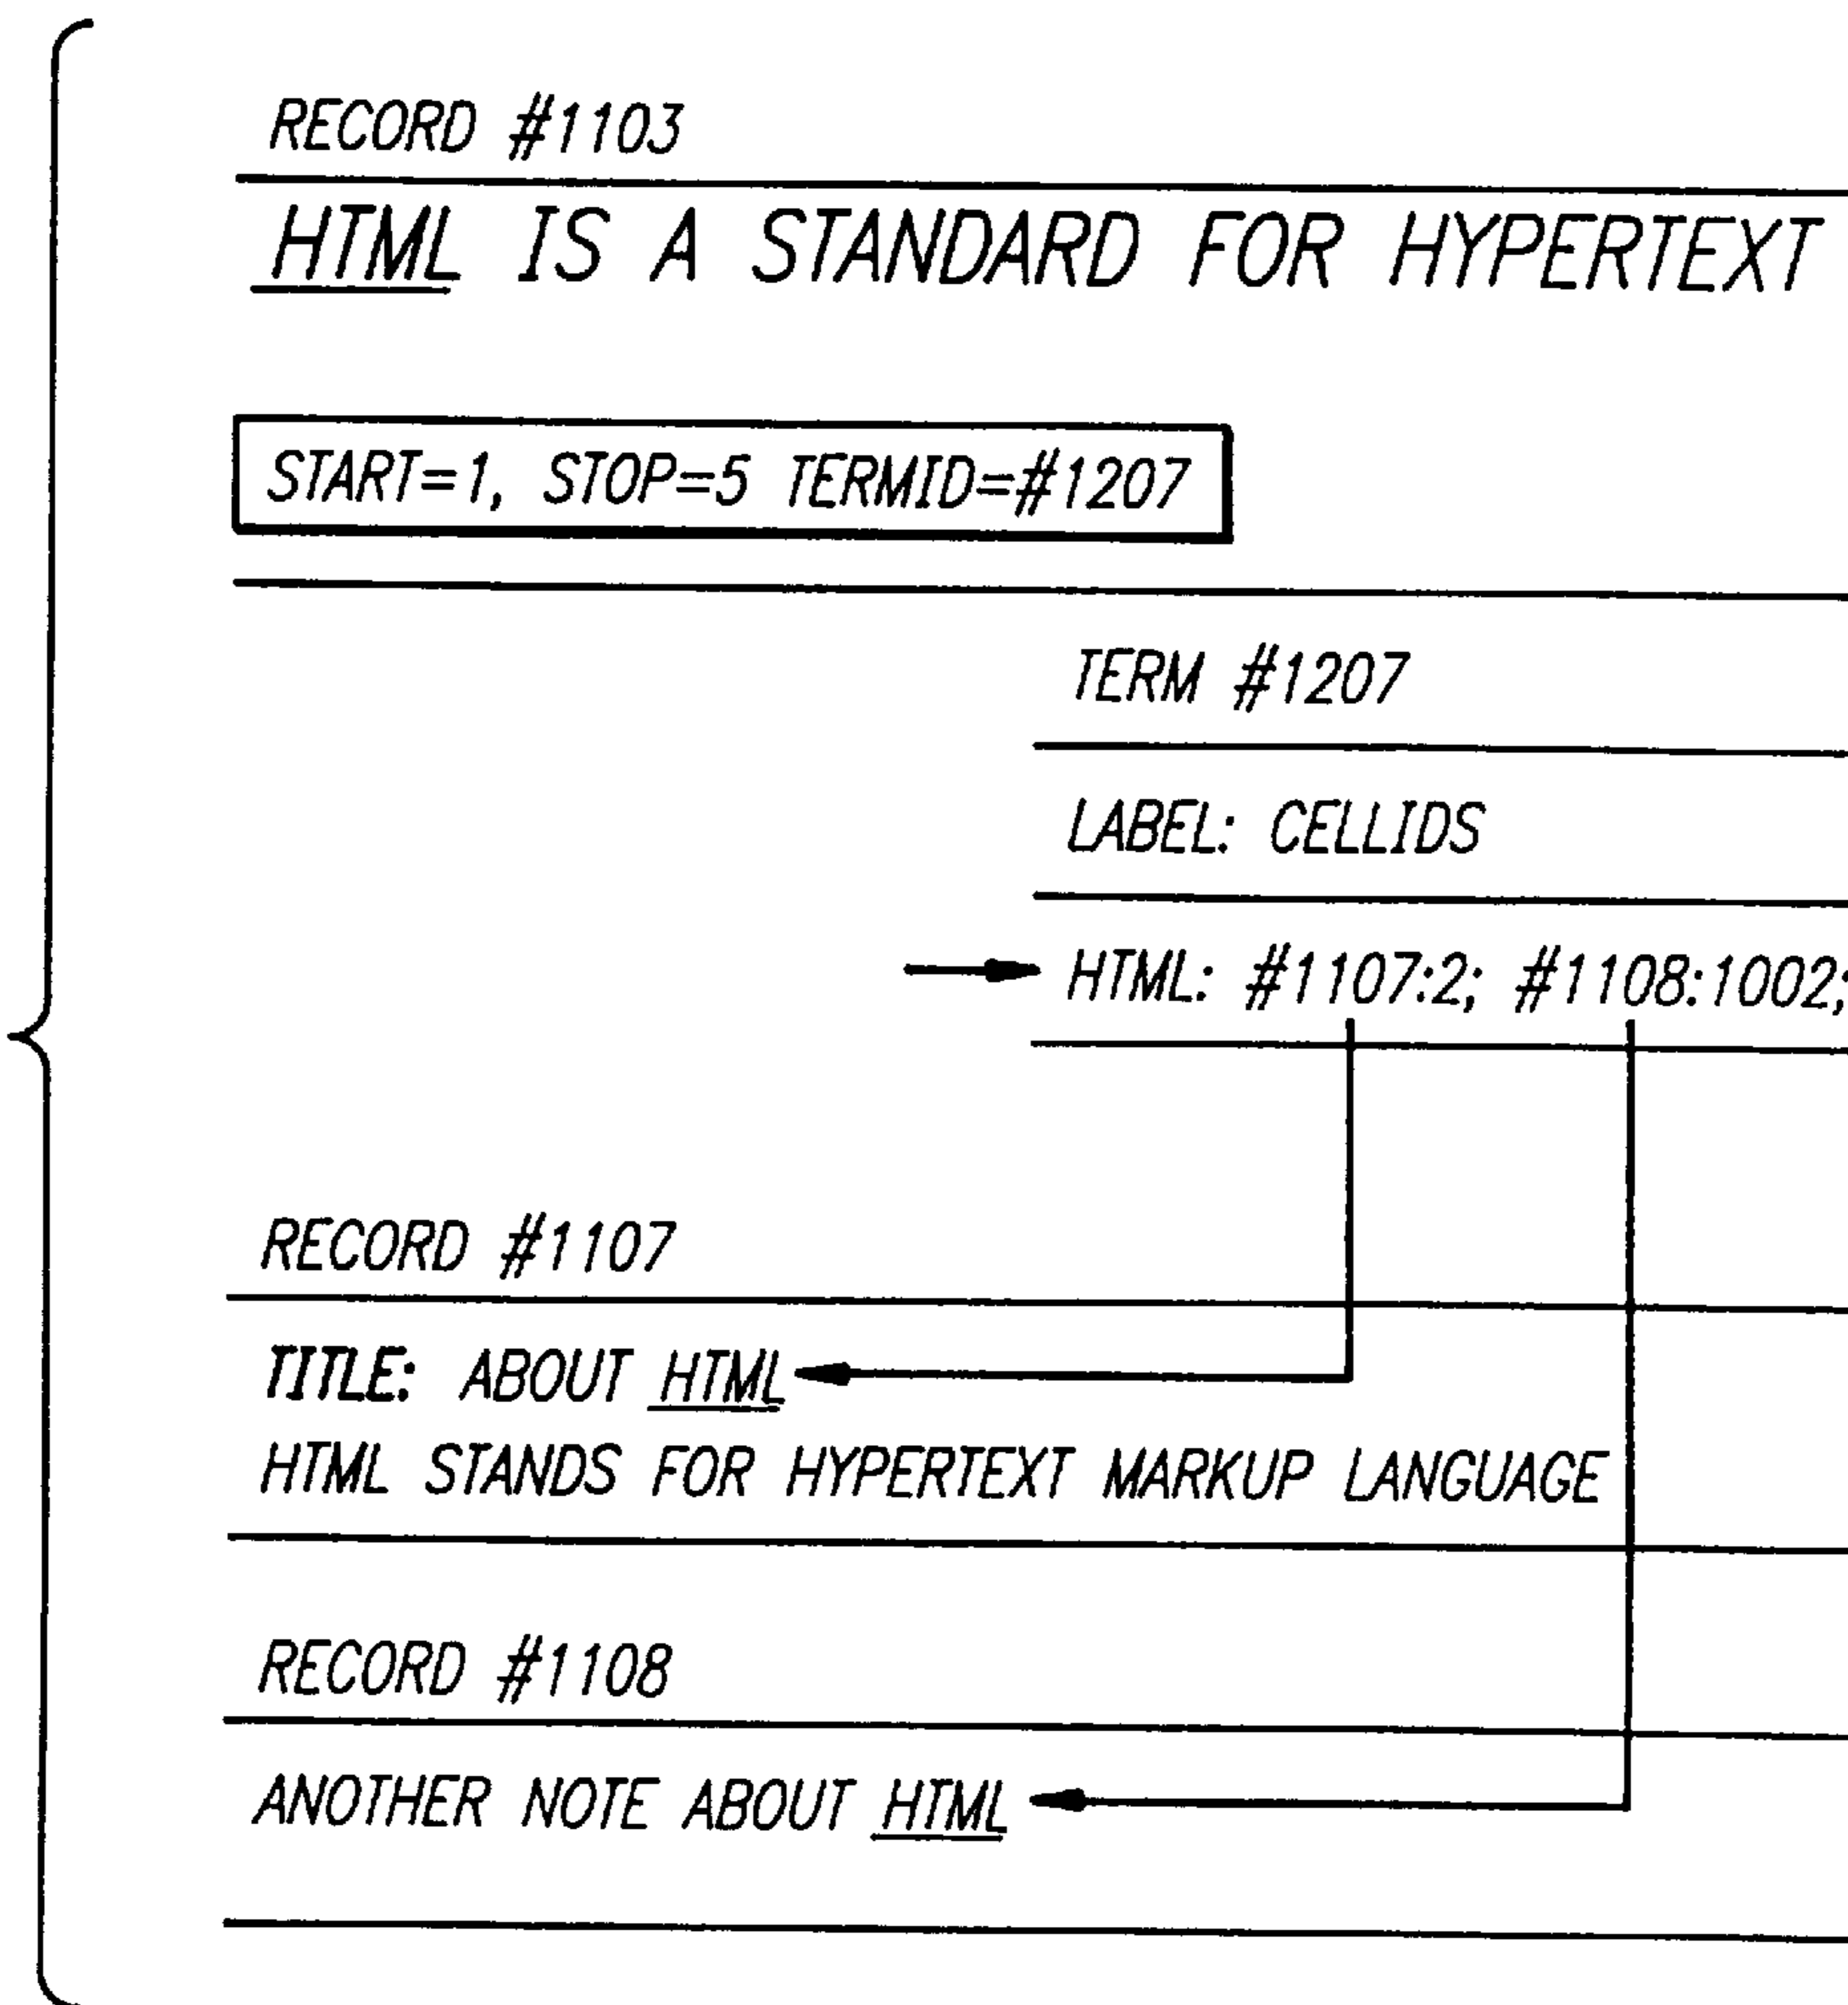 RECORD #1103
HTML IS A STANDARD FOR HYPERTEXT
START=1, STOP=5 TERMID=#1207
TERM #1207
LABEL: CELLIDS
HTML: #1107:2; #1108:1002;
RECORD #1107
TITLE: ABOUT HTML
HTML STANDS FOR HYPERTEXT MARKUP LANGUAGE
RECORD #1108
ANOTHER NOTE ABOUT HTML